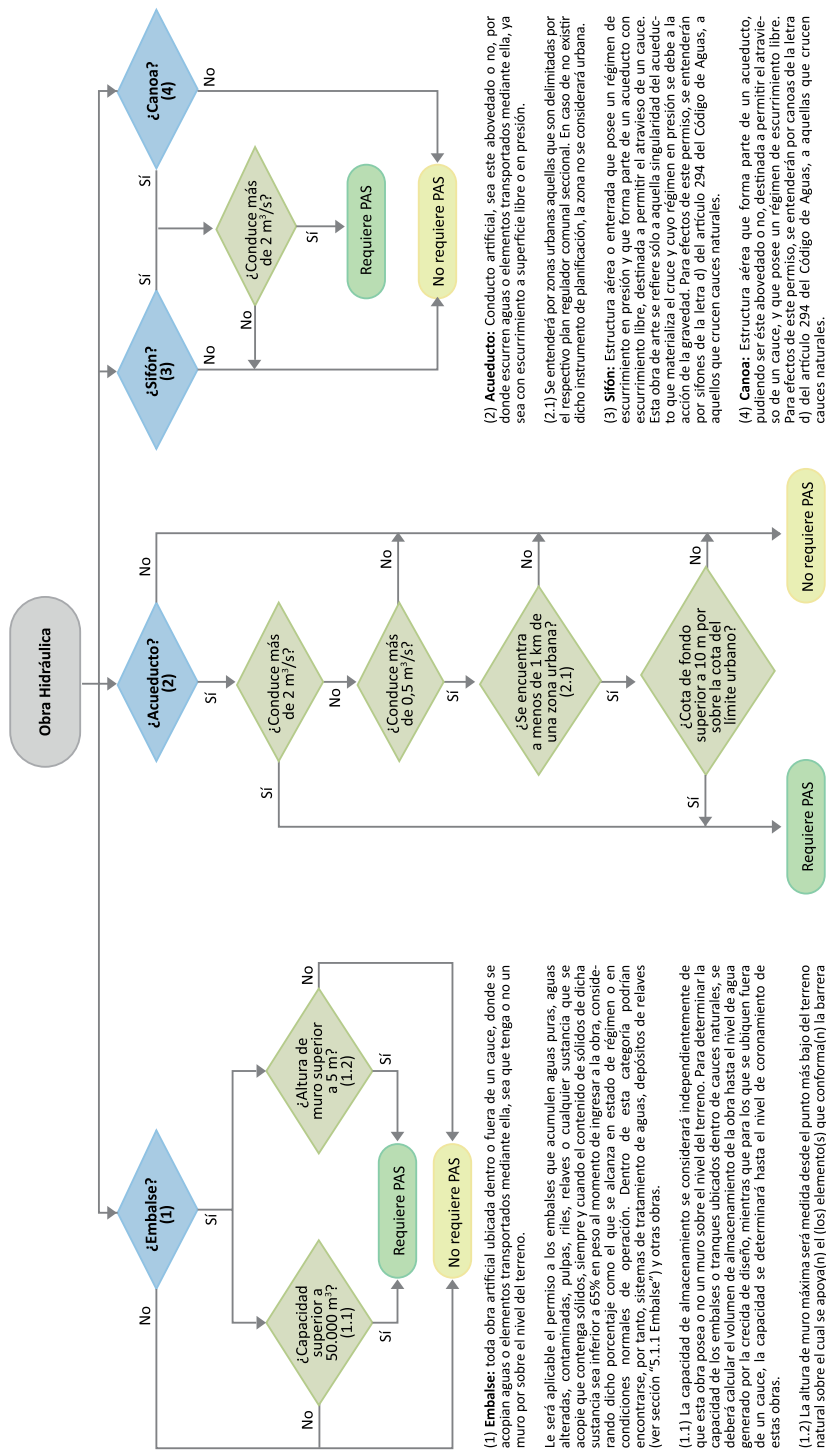 Obra Hidráulica
¿Embalse?
(1)
No
Sí
¿Capacidad
superior a
50.000 m³?
(1.1)
No
Sí
¿Altura de
muro superior
a 5 m?
(1.2)
No
Sí
Requiere PAS
No requiere PAS
¿Acueducto?
(2)
No
Sí
¿Conduce más
de 2 m³/s?
Sí
No
¿Conduce más
de 0,5 m³/s?
No
Sí
¿Se encuentra
a menos de 1 km de
una zona urbana?
(2.1)
No
Sí
¿Cota de fondo
superior a 10 m por
sobre la cota del
límite urbano?
No
Sí
Requiere PAS
No requiere PAS
¿Sifón?
(3)
Sí
No
¿Canoa?
(4)
Sí
No
¿Conduce más
de 2 m³/s?
No
Sí
Requiere PAS
No requiere PAS
(1) Embalse: toda obra artificial ubicada dentro o fuera de un cauce, donde se
acopian aguas o elementos transportados mediante ella, sea que tenga o no un
muro por sobre el nivel del terreno.
Le será aplicable el permiso a los embalses que acumulen aguas puras, aguas
alteradas, contaminadas, pulpas, riles, relaves o cualquier sustancia que se
acopie que contenga sólidos, siempre y cuando el contenido de sólidos de dicha
sustancia sea inferior a 65% en peso al momento de ingresar a la obra, conside-
rando dicho porcentaje como el que se alcanza en estado de régimen o en
condiciones normales de operación. Dentro de esta categoría podrían
encontrarse, por tanto, sistemas de tratamiento de aguas, depósitos de relaves
(ver sección “5.1.1 Embalse”) y otras obras.
(1.1) La capacidad de almacenamiento se considerará independientemente de
que esta obra posea o no un muro sobre el nivel del terreno. Para determinar la
capacidad de los embalses o tranques ubicados dentro de cauces naturales, se
deberá calcular el volumen de almacenamiento de la obra hasta el nivel de agua
generado por la crecida de diseño, mientras que para los que se ubiquen fuera
de un cauce, la capacidad se determinará hasta el nivel de coronamiento de
estas obras.
(1.2) La altura de muro máxima será medida desde el punto más bajo del terreno
natural sobre el cual se apoya(n) el (los) elemento(s) que conforma(n) la barrera
(2) Acueducto: Conducto artificial, sea este abovedado o no, por
donde escurren aguas o elementos transportados mediante ella, ya
sea con escurrimiento a superficie libre o en presión.
(2.1) Se entenderá por zonas urbanas aquellas que son delimitadas por
el respectivo plan regulador comunal seccional. En caso de no existir
dicho instrumento de planificación, la zona no se considerará urbana.
(3) Sifón: Estructura aérea o enterrada que posee un régimen de
escurrimiento en presión y que forma parte de un acueducto con
escurrimiento libre, destinada a permitir el atravieso de un cauce.
Esta obra de arte se refiere sólo a aquella singularidad del acueduc-
to que materializa el cruce y cuyo régimen en presión se debe a la
acción de la gravedad. Para efectos de este permiso, se entenderán
por sifones de la letra d) del artículo 294 del Código de Aguas, a
aquellos que crucen cauces naturales.
(4) Canoa: Estructura aérea que forma parte de un acueducto,
pudiendo ser éste abovedado o no, destinada a permitir el atravie-
so de un cauce, y que posee un régimen de escurrimiento libre.
Para efectos de este permiso, se entenderán por canoas de la letra
d) del artículo 294 del Código de Aguas, a aquellas que crucen
cauces naturales.